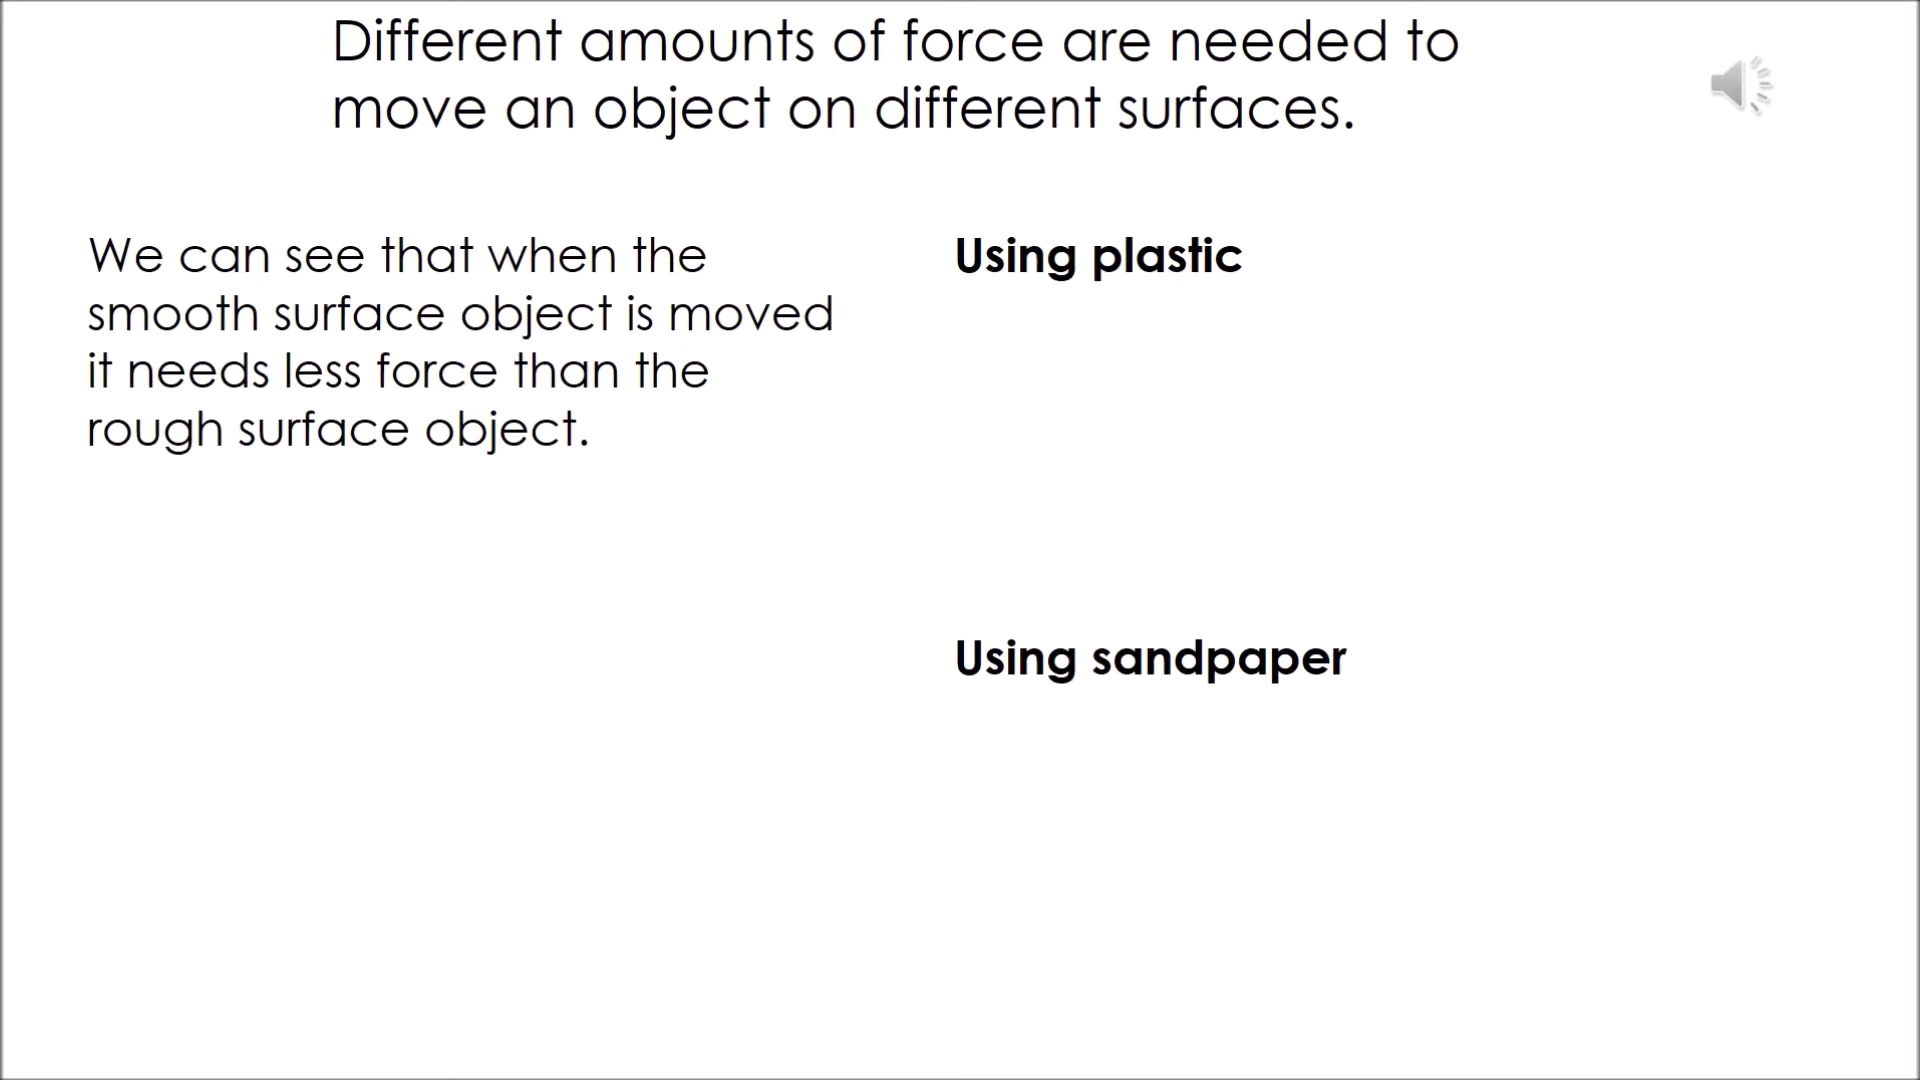 Different amounts of force are needed to
move an object on different surfaces.
We can see that when the
smooth surface object is moved
it needs less force than the
rough surface object.
Using plastic
Using sandpaper